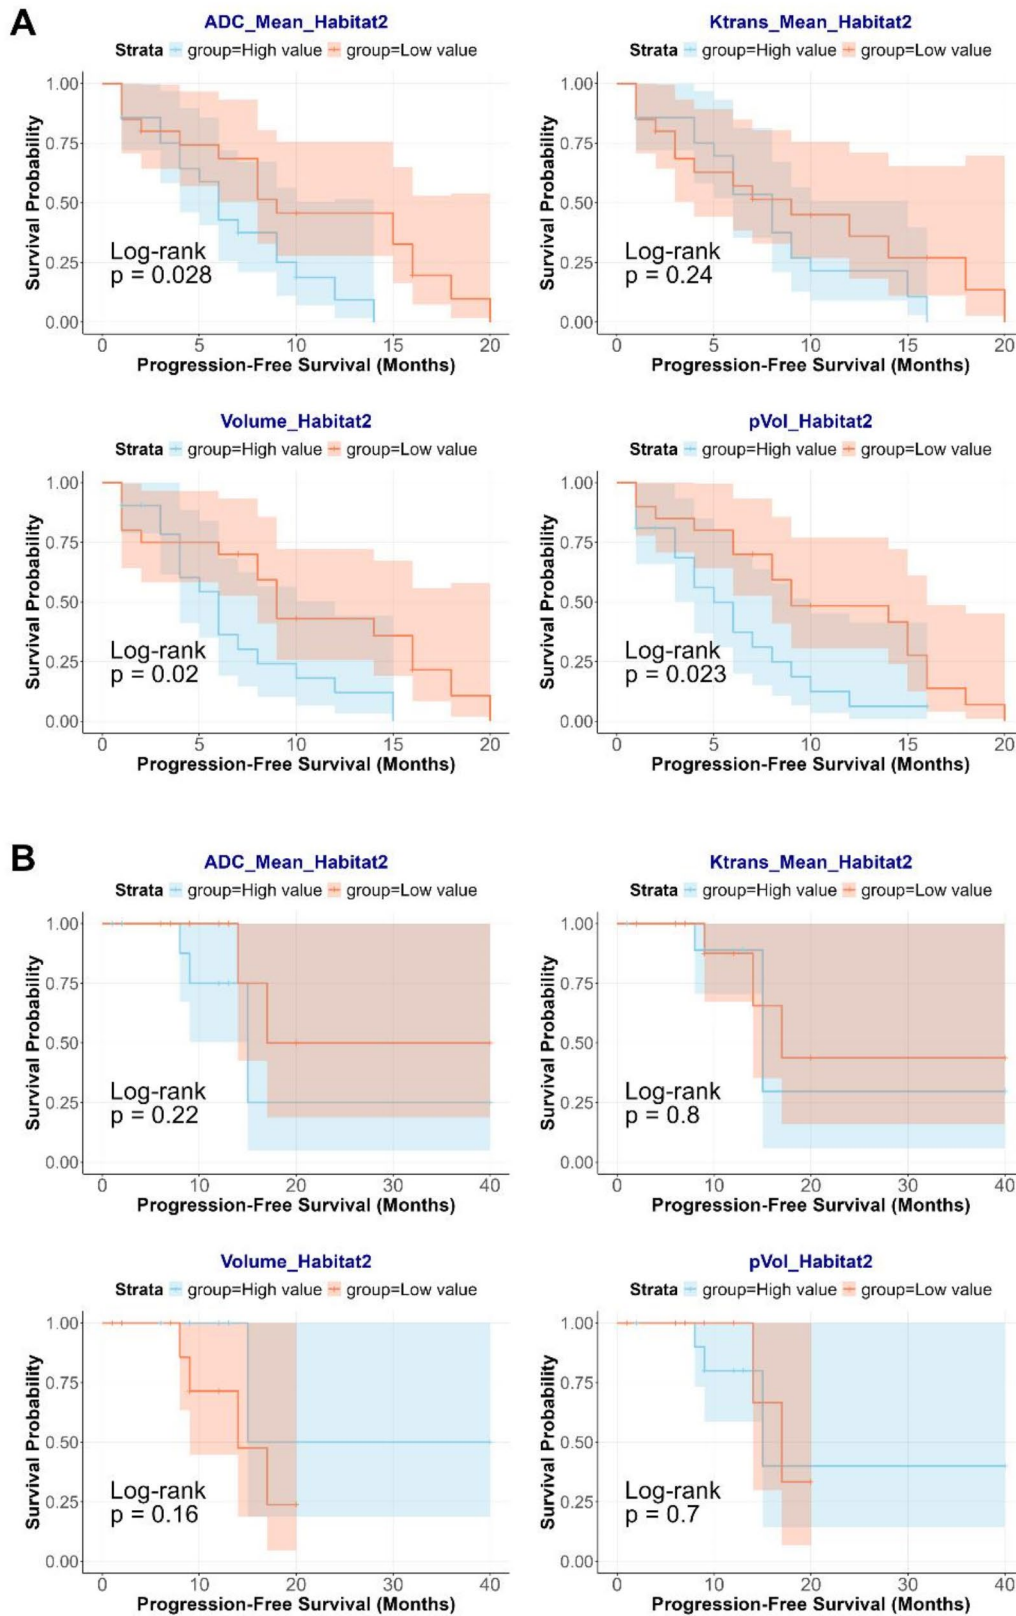 A
ADC_Mean_Habitat2
Strata group=High value group=Low value
Survival Probability
1.00
0.75
0.50
0.25
0.00
Log-rank
p = 0.028
0 5 10 15 20
Progression-Free Survival (Months)
Ktrans_Mean_Habitat2
Strata group=High value group=Low value
Survival Probability
1.00
0.75
0.50
0.25
0.00
Log-rank
p = 0.24
0 5 10 15 20
Progression-Free Survival (Months)
Volume_Habitat2
Strata group=High value group=Low value
Survival Probability
1.00
0.75
0.50
0.25
0.00
Log-rank
p = 0.02
0 5 10 15 20
Progression-Free Survival (Months)
pVol_Habitat2
Strata group=High value group=Low value
Survival Probability
1.00
0.75
0.50
0.25
0.00
Log-rank
p = 0.023
0 5 10 15 20
Progression-Free Survival (Months)
B
ADC_Mean_Habitat2
Strata group=High value group=Low value
Survival Probability
1.00
0.75
0.50
0.25
0.00
Log-rank
p = 0.22
0 10 20 30 40
Progression-Free Survival (Months)
Ktrans_Mean_Habitat2
Strata group=High value group=Low value
Survival Probability
1.00
0.75
0.50
0.25
0.00
Log-rank
p = 0.8
0 10 20 30 40
Progression-Free Survival (Months)
Volume_Habitat2
Strata group=High value group=Low value
Survival Probability
1.00
0.75
0.50
0.25
0.00
Log-rank
p = 0.16
0 10 20 30 40
Progression-Free Survival (Months)
pVol_Habitat2
Strata group=High value group=Low value
Survival Probability
1.00
0.75
0.50
0.25
0.00
Log-rank
p = 0.7
0 10 20 30 40
Progression-Free Survival (Months)